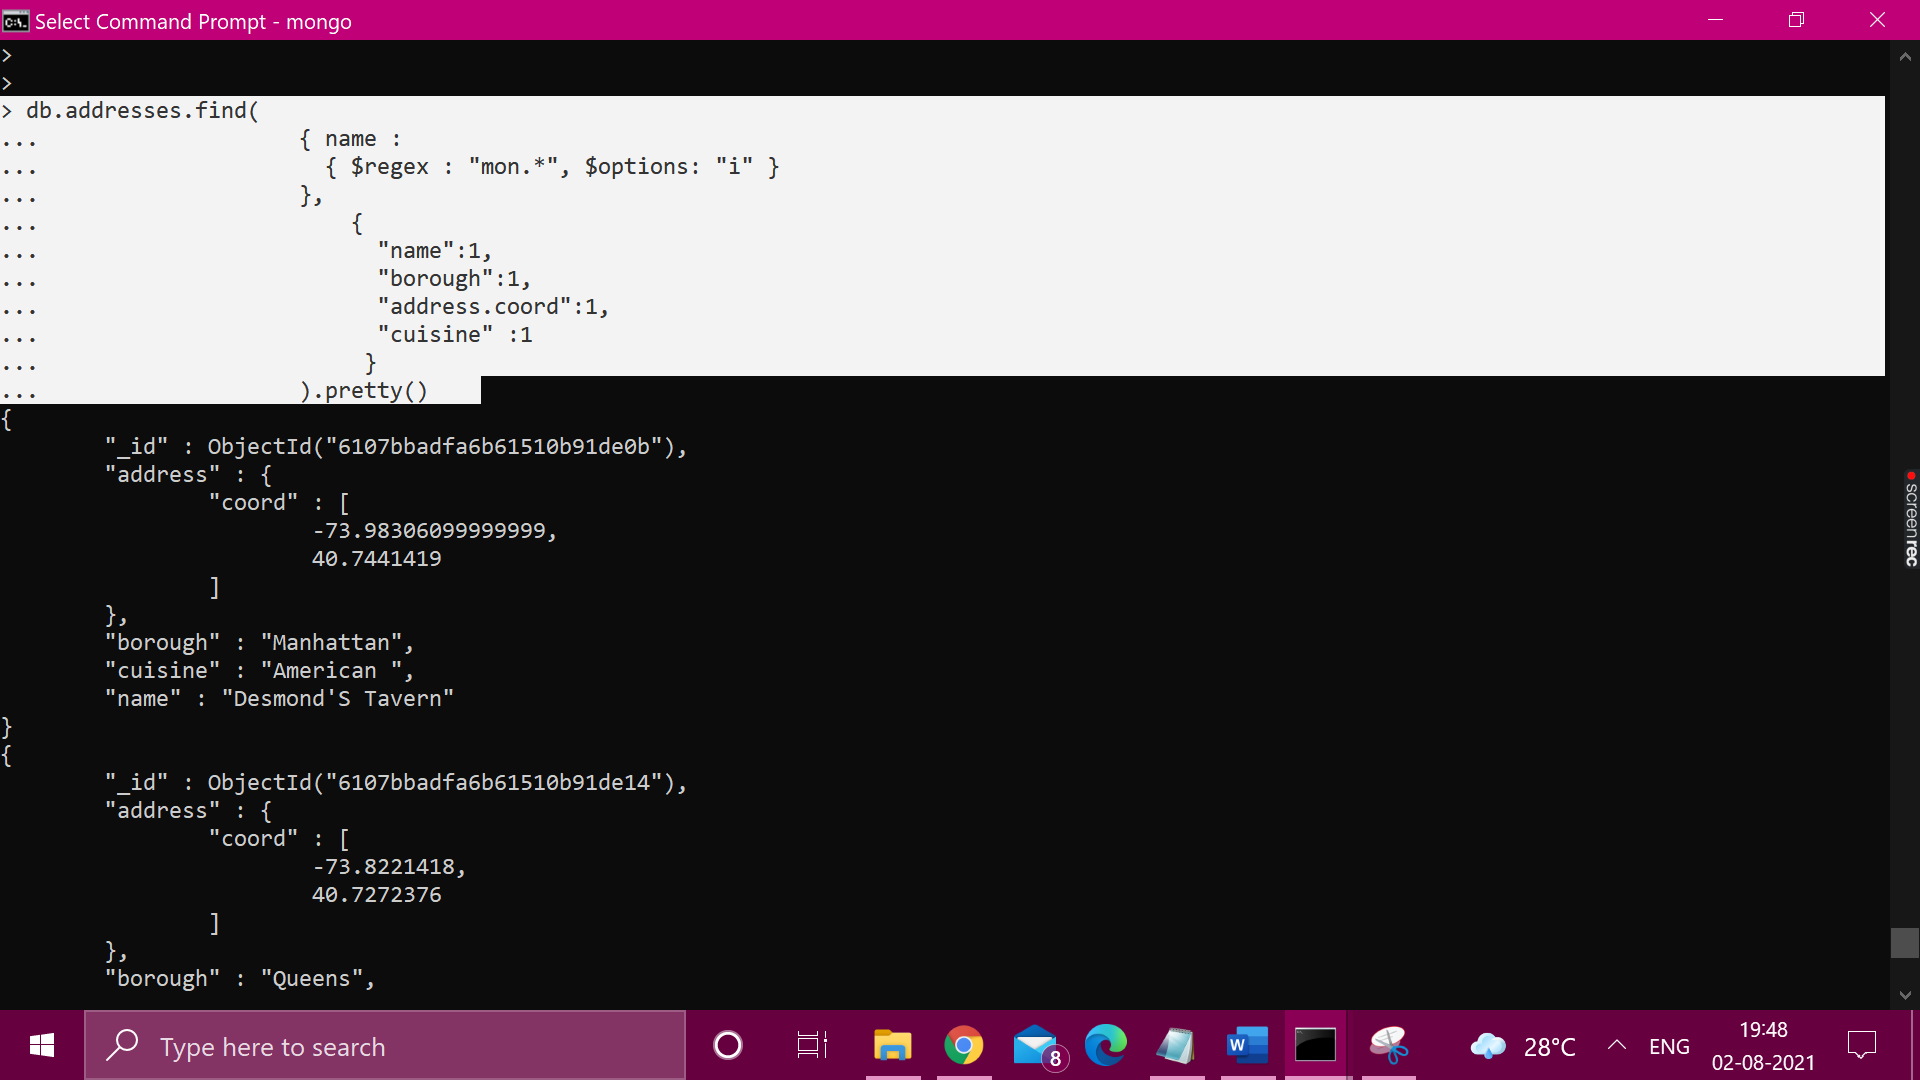 Select Command Prompt - mongo
>
>
> db.addresses.find(
... { name :
... { $regex : "mon.*", $options: "i" }
... },
... {
... "name":1,
... "borough":1,
... "address.coord":1,
... "cuisine" :1
... }
... ).pretty()
{
"_id" : ObjectId("6107bbadfa6b61510b91de0b"),
"address" : {
"coord" : [
-73.98306099999999,
40.7441419
]
},
"borough" : "Manhattan",
"cuisine" : "American ",
"name" : "Desmond'S Tavern"
}
{
"_id" : ObjectId("6107bbadfa6b61510b91de14"),
"address" : {
"coord" : [
-73.8221418,
40.7272376
]
},
"borough" : "Queens",
screenrec
Type here to search
8
W
28°C
ENG
19:48
02-08-2021